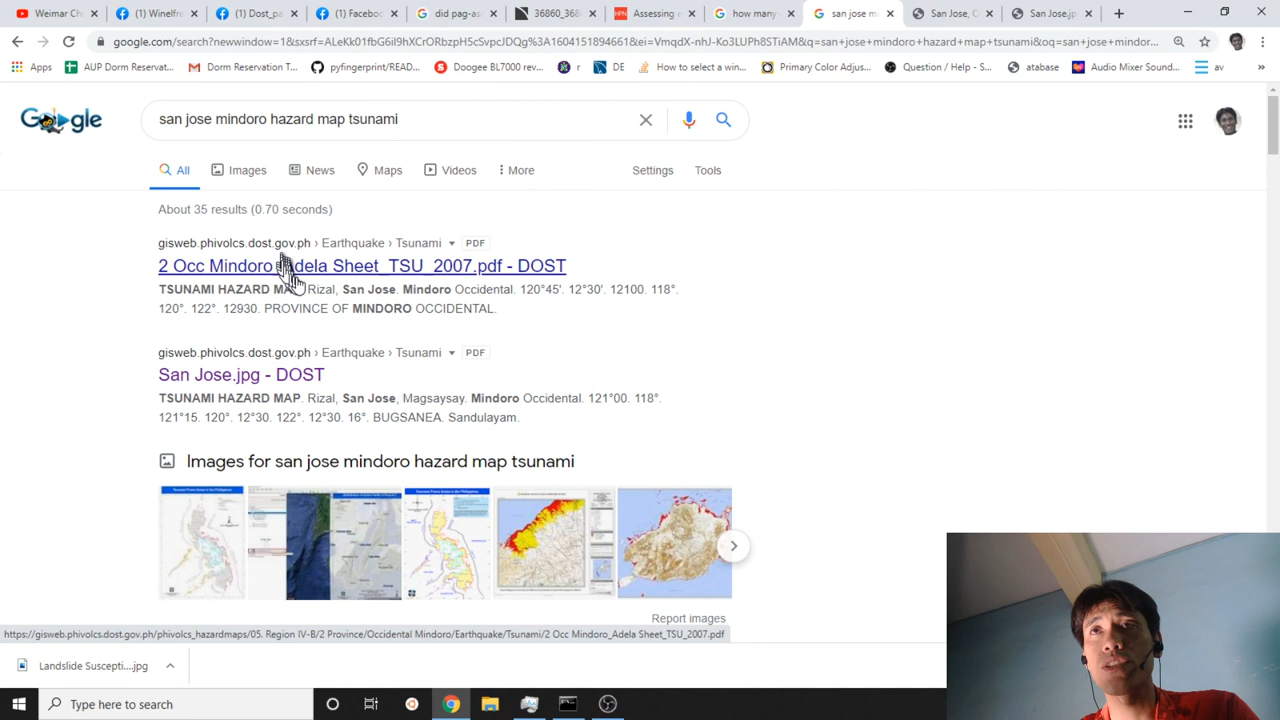 Weimar Ch
(1) Winelfre
(2) Dost_pa
(1) Faceboo
did pag-as
36860_368
Assessing e
how many
san jose m
San Jose, C
San Jose.jp
google.com/search?newwindow=1&sxsrf=ALeKk01fbG6iI9hXCrORbzpH5cSvpcJDQg%3A1604151894661&ei=VmqdX-nhJ-Ko3LUPh8STiAM&q=san+jose+mindoro+hazard+map+tsunami&oq=san+jose+mindor...
Apps
AUP Dorm Reservat...
Dorm Reservation T...
pyfingerprint/READ...
Doogee BL7000 rev...
r
DE
How to select a win...
Primary Color Adjus...
Question / Help - S...
atabase
Audio Mixer Sound...
av
Google
san jose mindoro hazard map tsunami
All
Images
News
Maps
Videos
More
Settings
Tools
About 35 results (0.70 seconds)
gisweb.phivolcs.dost.gov.ph › Earthquake › Tsunami PDF
2 Occ Mindoro_Adela Sheet_TSU_2007.pdf - DOST
TSUNAMI HAZARD MAP. Rizal, San Jose. Mindoro Occidental. 120°45'. 12°30'. 12100. 118°.
120°. 122°. 12930. PROVINCE OF MINDORO OCCIDENTAL.
gisweb.phivolcs.dost.gov.ph › Earthquake › Tsunami PDF
San Jose.jpg - DOST
TSUNAMI HAZARD MAP. Rizal, San Jose, Magsaysay. Mindoro Occidental. 121°00. 118°.
121°15. 120°. 12°30. 122°. 12°30. 16°. BUGSANEA. Sandulayam.
Images for san jose mindoro hazard map tsunami
Report images
https://gisweb.phivolcs.dost.gov.ph/phivolcs_hazardmaps/05. Region IV-B/2 Province/Occidental Mindoro/Earthquake/Tsunami/2 Occ Mindoro_Adela Sheet_TSU_2007.pdf
Landslide Suscepti....jpg
Type here to search